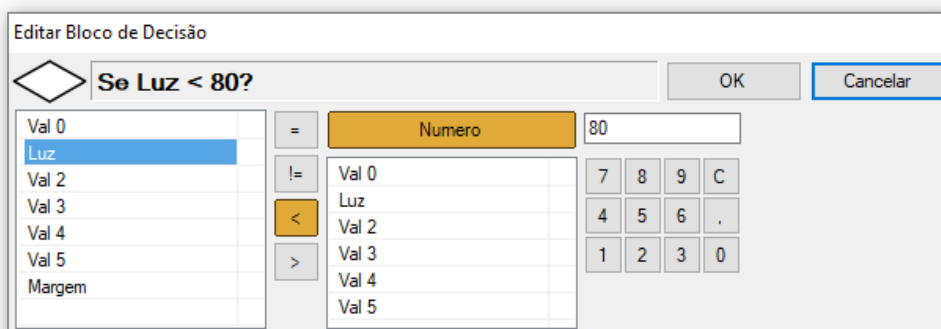 Editar Bloco de Decisão
Se Luz < 80?
OK
Cancelar
Val 0
Luz
Val 2
Val 3
Val 4
Val 5
Margem
=
!=
<
>
Numero
80
Val 0
Luz
Val 2
Val 3
Val 4
Val 5
7 8 9 C
4 5 6 .
1 2 3 0